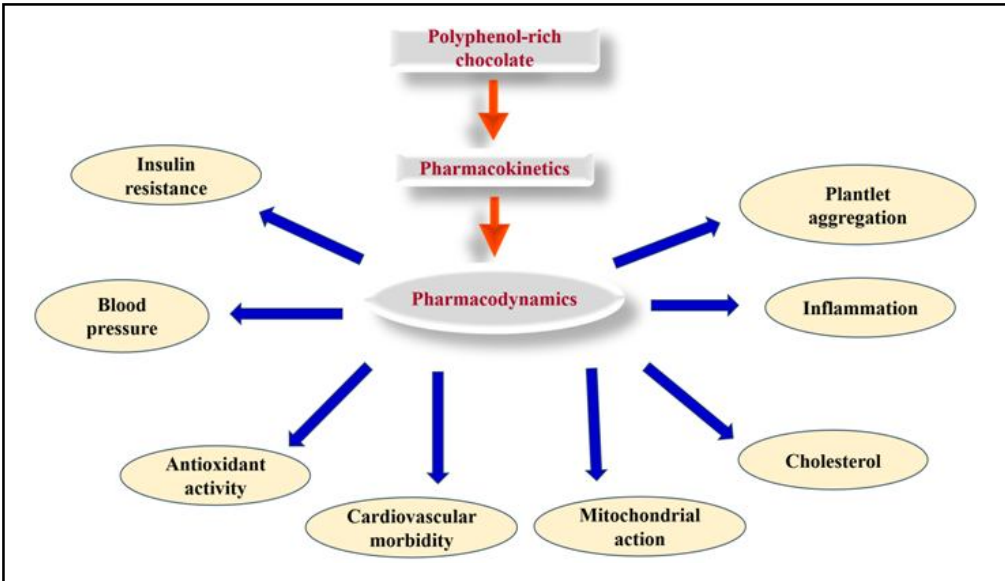 Polyphenol-rich
chocolate
Pharmacokinetics
Pharmacodynamics
Insulin
resistance
Blood
pressure
Antioxidant
activity
Cardiovascular
morbidity
Mitochondrial
action
Cholesterol
Inflammation
Plantlet
aggregation